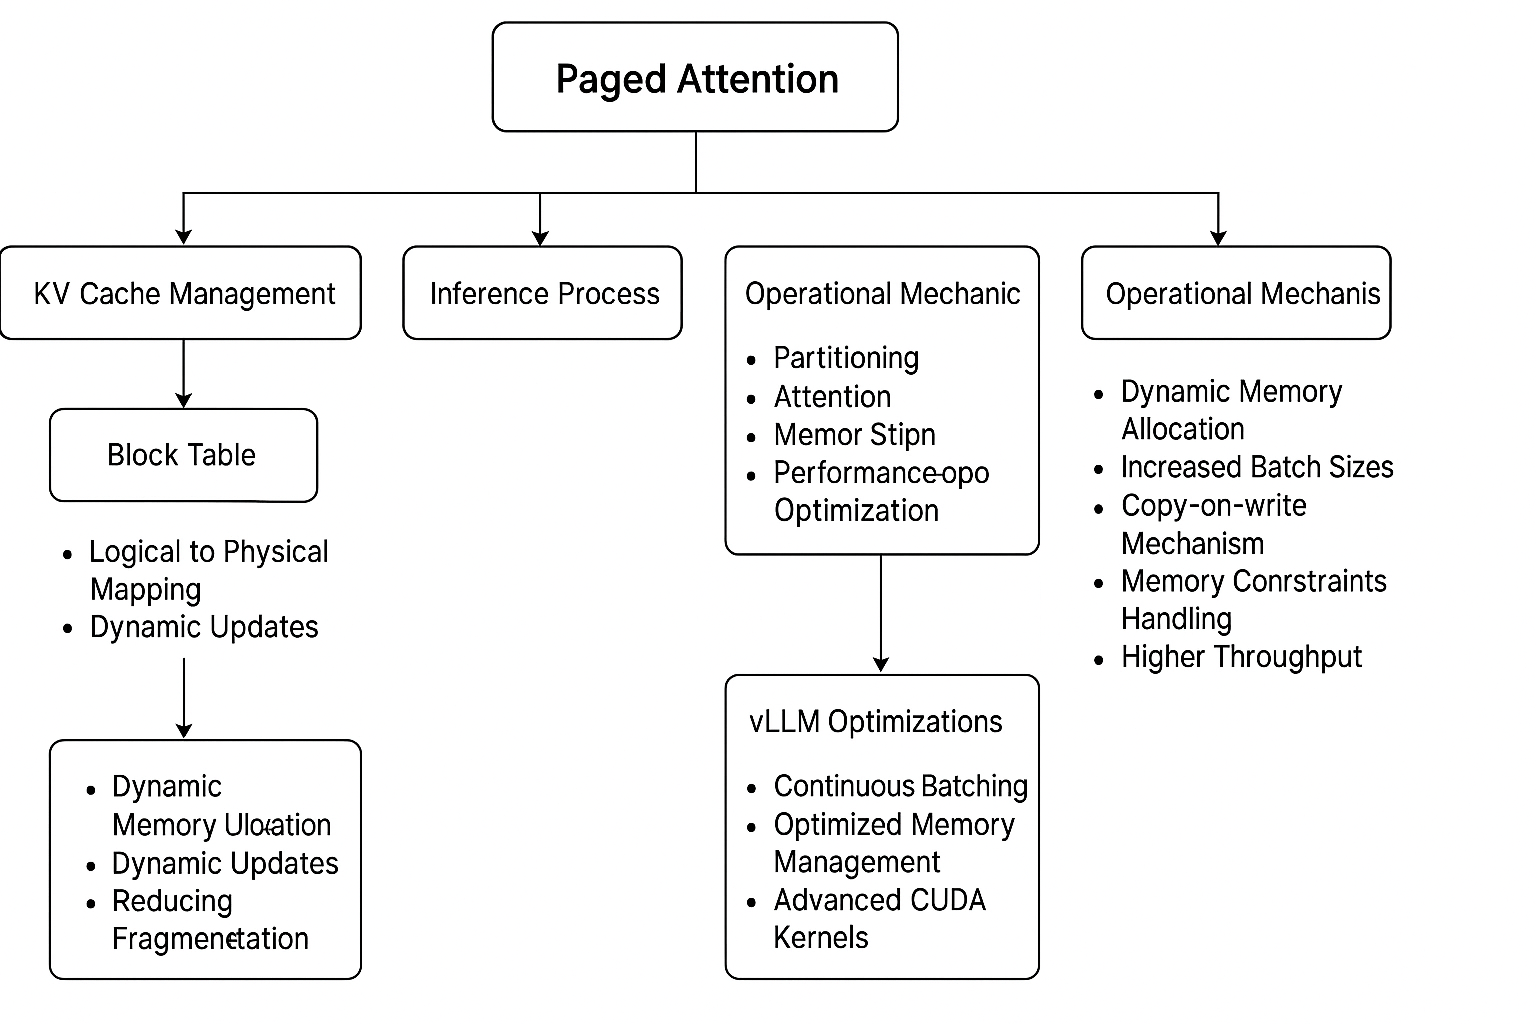 Paged Attention
KV Cache Management
Block Table
• Logical to Physical
Mapping
• Dynamic Updates
• Dynamic
Memory
• Dynamic Updates
• Reducing
Fragmenetation
Inference Process
Operational Mechanic
• Partitioning
• Attention
• Memor Stipn
• Performance-opo
Optimization
vLLM Optimizations
• Continuous Batching
• Optimized Memory
Management
• Advanced CUDA
Kernels
Operational Mechanis
• Dynamic Memory
Allocation
• Increased Batch Sizes
• Copy-on-write
Mechanism
• Memory Conrstraints
Handling
• Higher Throughput